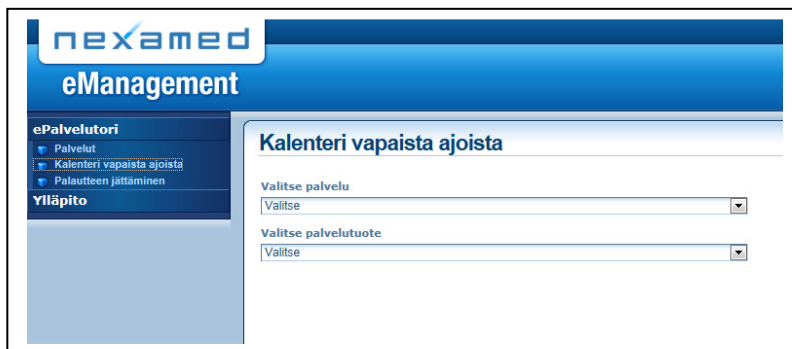 nexamed
eManagement
ePalvelutori
Palvelut
Kalenteri vapaista ajoista
Palautteen jättäminen
Ylläpito
Kalenteri vapaista ajoista
Valitse palvelu
Valitse
Valitse palvelutuote
Valitse